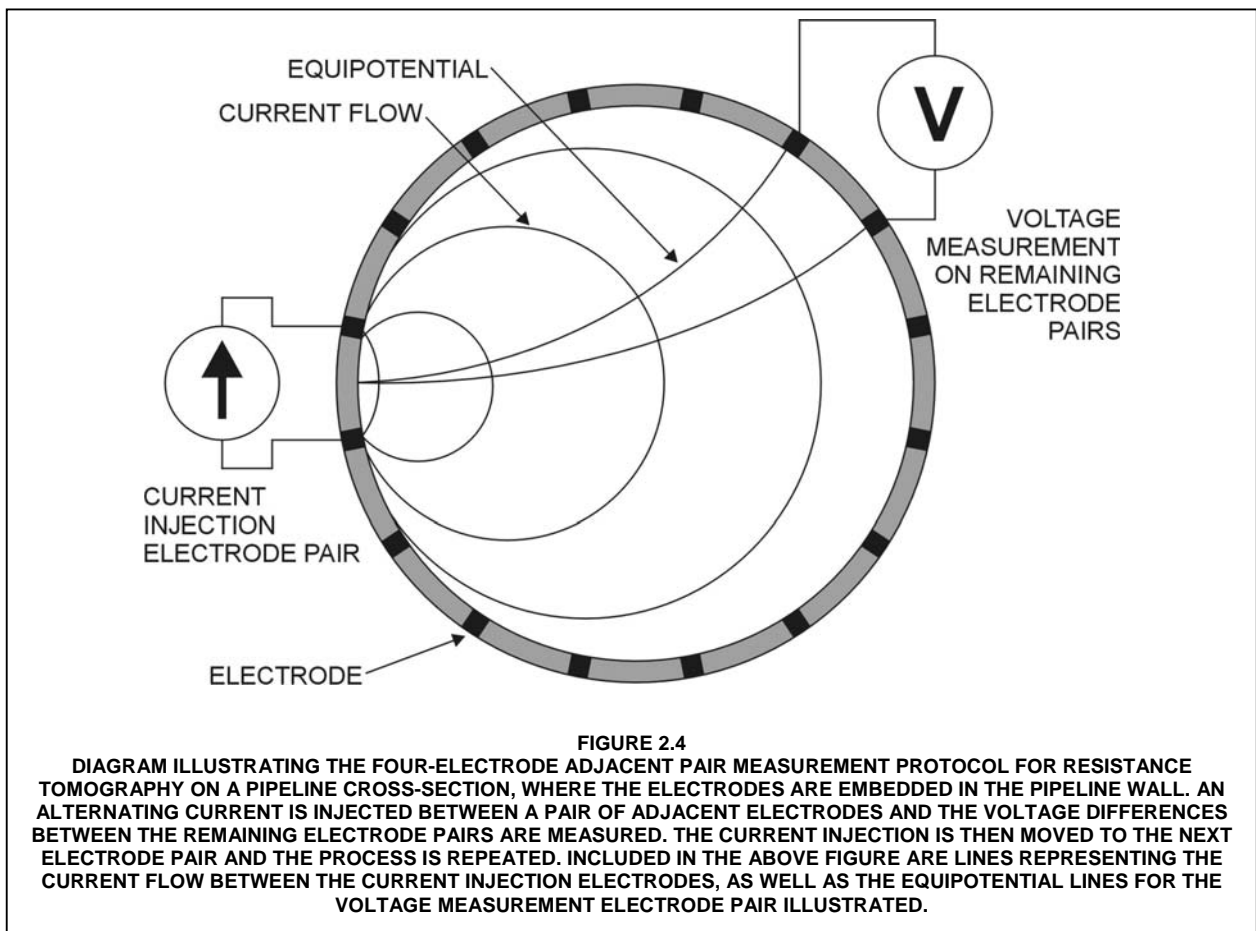 EQUIPOTENTIAL
CURRENT FLOW
V
VOLTAGE
MEASUREMENT
ON REMAINING
ELECTRODE
PAIRS
CURRENT
INJECTION
ELECTRODE PAIR
ELECTRODE
FIGURE 2.4
DIAGRAM ILLUSTRATING THE FOUR-ELECTRODE ADJACENT PAIR MEASUREMENT PROTOCOL FOR RESISTANCE
TOMOGRAPHY ON A PIPELINE CROSS-SECTION, WHERE THE ELECTRODES ARE EMBEDDED IN THE PIPELINE WALL. AN
ALTERNATING CURRENT IS INJECTED BETWEEN A PAIR OF ADJACENT ELECTRODES AND THE VOLTAGE DIFFERENCES
BETWEEN THE REMAINING ELECTRODE PAIRS ARE MEASURED. THE CURRENT INJECTION IS THEN MOVED TO THE NEXT
ELECTRODE PAIR AND THE PROCESS IS REPEATED. INCLUDED IN THE ABOVE FIGURE ARE LINES REPRESENTING THE
CURRENT FLOW BETWEEN THE CURRENT INJECTION ELECTRODES, AS WELL AS THE EQUIPOTENTIAL LINES FOR THE
VOLTAGE MEASUREMENT ELECTRODE PAIR ILLUSTRATED.